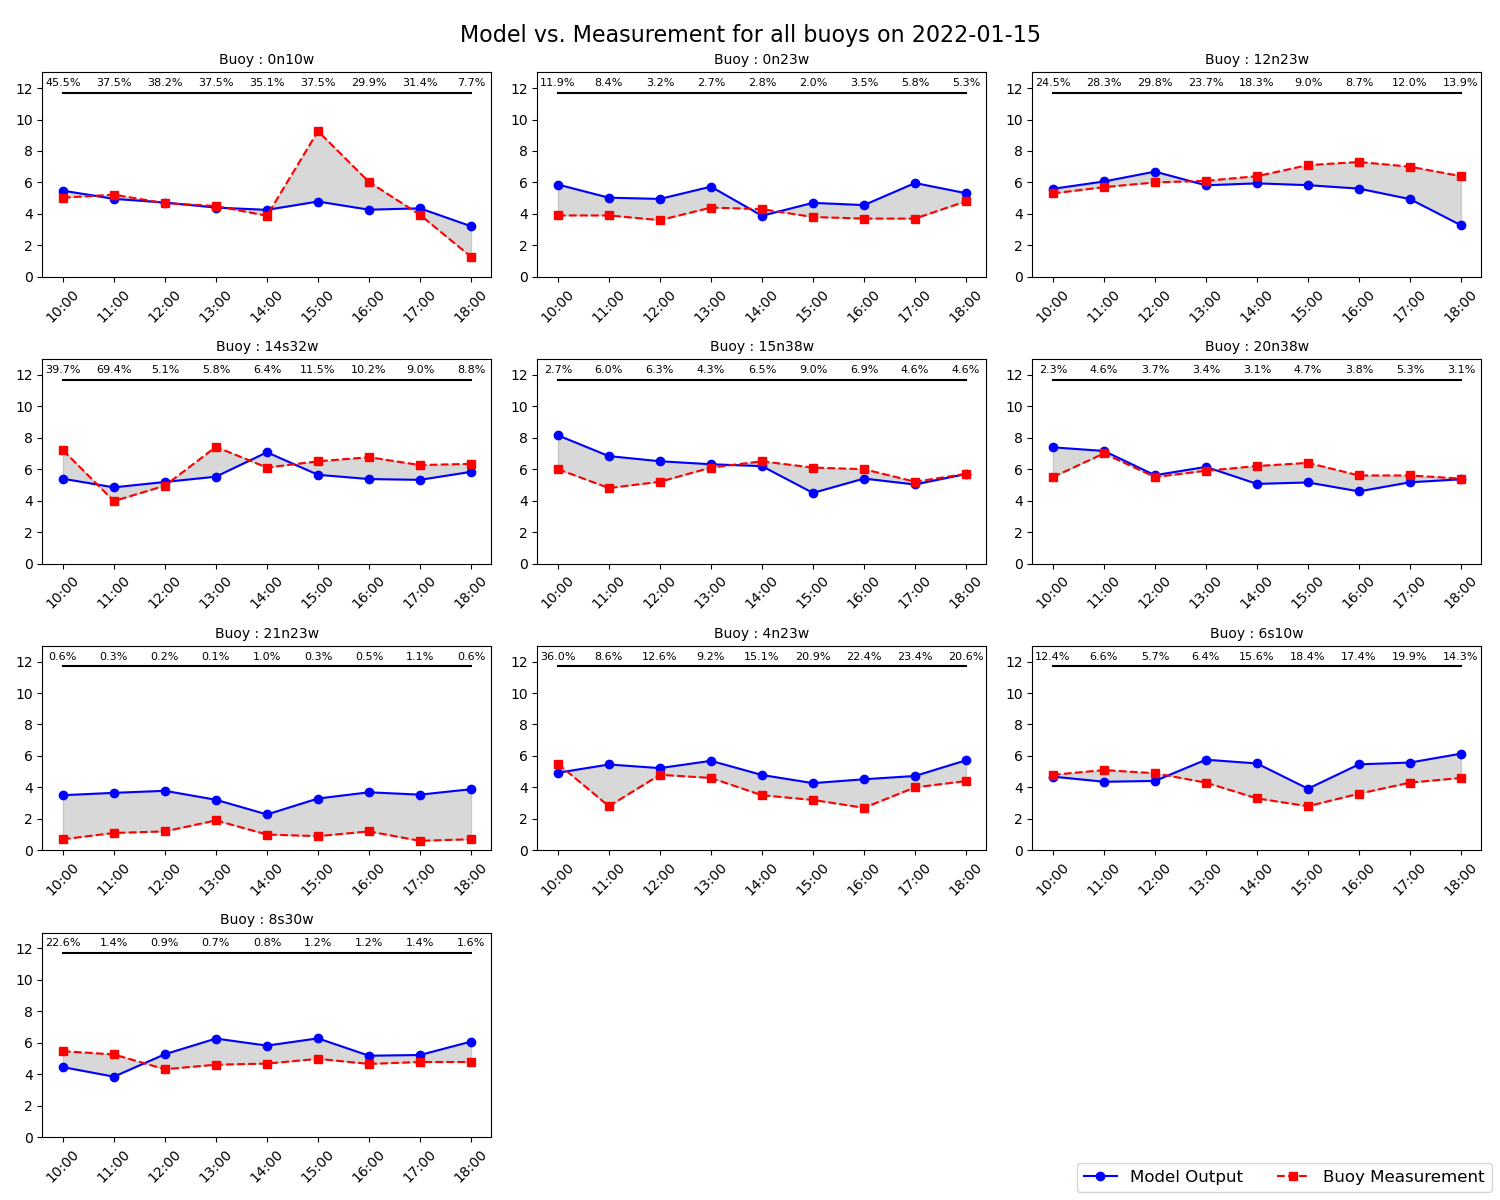 Model vs. Measurement for all buoys on 2022-01-15
Buoy : 0n10w
45.5% 37.5% 38.2% 37.5% 35.1% 37.5% 29.9% 31.4% 7.7%
12
10
8
6
4
2
0
10:00 11:00 12:00 13:00 14:00 15:00 16:00 17:00 18:00
Buoy : 0n23w
11.9% 8.4% 3.2% 2.7% 2.8% 2.0% 3.5% 5.8% 5.3%
12
10
8
6
4
2
0
10:00 11:00 12:00 13:00 14:00 15:00 16:00 17:00 18:00
Buoy : 12n23w
24.5% 28.3% 29.8% 23.7% 18.3% 9.0% 8.7% 12.0% 13.9%
12
10
8
6
4
2
0
10:00 11:00 12:00 13:00 14:00 15:00 16:00 17:00 18:00
Buoy : 14s32w
39.7% 69.4% 5.1% 5.8% 6.4% 11.5% 10.2% 9.0% 8.8%
12
10
8
6
4
2
0
10:00 11:00 12:00 13:00 14:00 15:00 16:00 17:00 18:00
Buoy : 15n38w
2.7% 6.0% 6.3% 4.3% 6.5% 9.0% 6.9% 4.6% 4.6%
12
10
8
6
4
2
0
10:00 11:00 12:00 13:00 14:00 15:00 16:00 17:00 18:00
Buoy : 20n38w
2.3% 4.6% 3.7% 3.4% 3.1% 4.7% 3.8% 5.3% 3.1%
12
10
8
6
4
2
0
10:00 11:00 12:00 13:00 14:00 15:00 16:00 17:00 18:00
Buoy : 21n23w
0.6% 0.3% 0.2% 0.1% 1.0% 0.3% 0.5% 1.1% 0.6%
12
10
8
6
4
2
0
10:00 11:00 12:00 13:00 14:00 15:00 16:00 17:00 18:00
Buoy : 4n23w
36.0% 8.6% 12.6% 9.2% 15.1% 20.9% 22.4% 23.4% 20.6%
12
10
8
6
4
2
0
10:00 11:00 12:00 13:00 14:00 15:00 16:00 17:00 18:00
Buoy : 6s10w
12.4% 6.6% 5.7% 6.4% 15.6% 18.4% 17.4% 19.9% 14.3%
12
10
8
6
4
2
0
10:00 11:00 12:00 13:00 14:00 15:00 16:00 17:00 18:00
Buoy : 8s30w
22.6% 1.4% 0.9% 0.7% 0.8% 1.2% 1.2% 1.4% 1.6%
12
10
8
6
4
2
0
10:00 11:00 12:00 13:00 14:00 15:00 16:00 17:00 18:00
Model Output Buoy Measurement